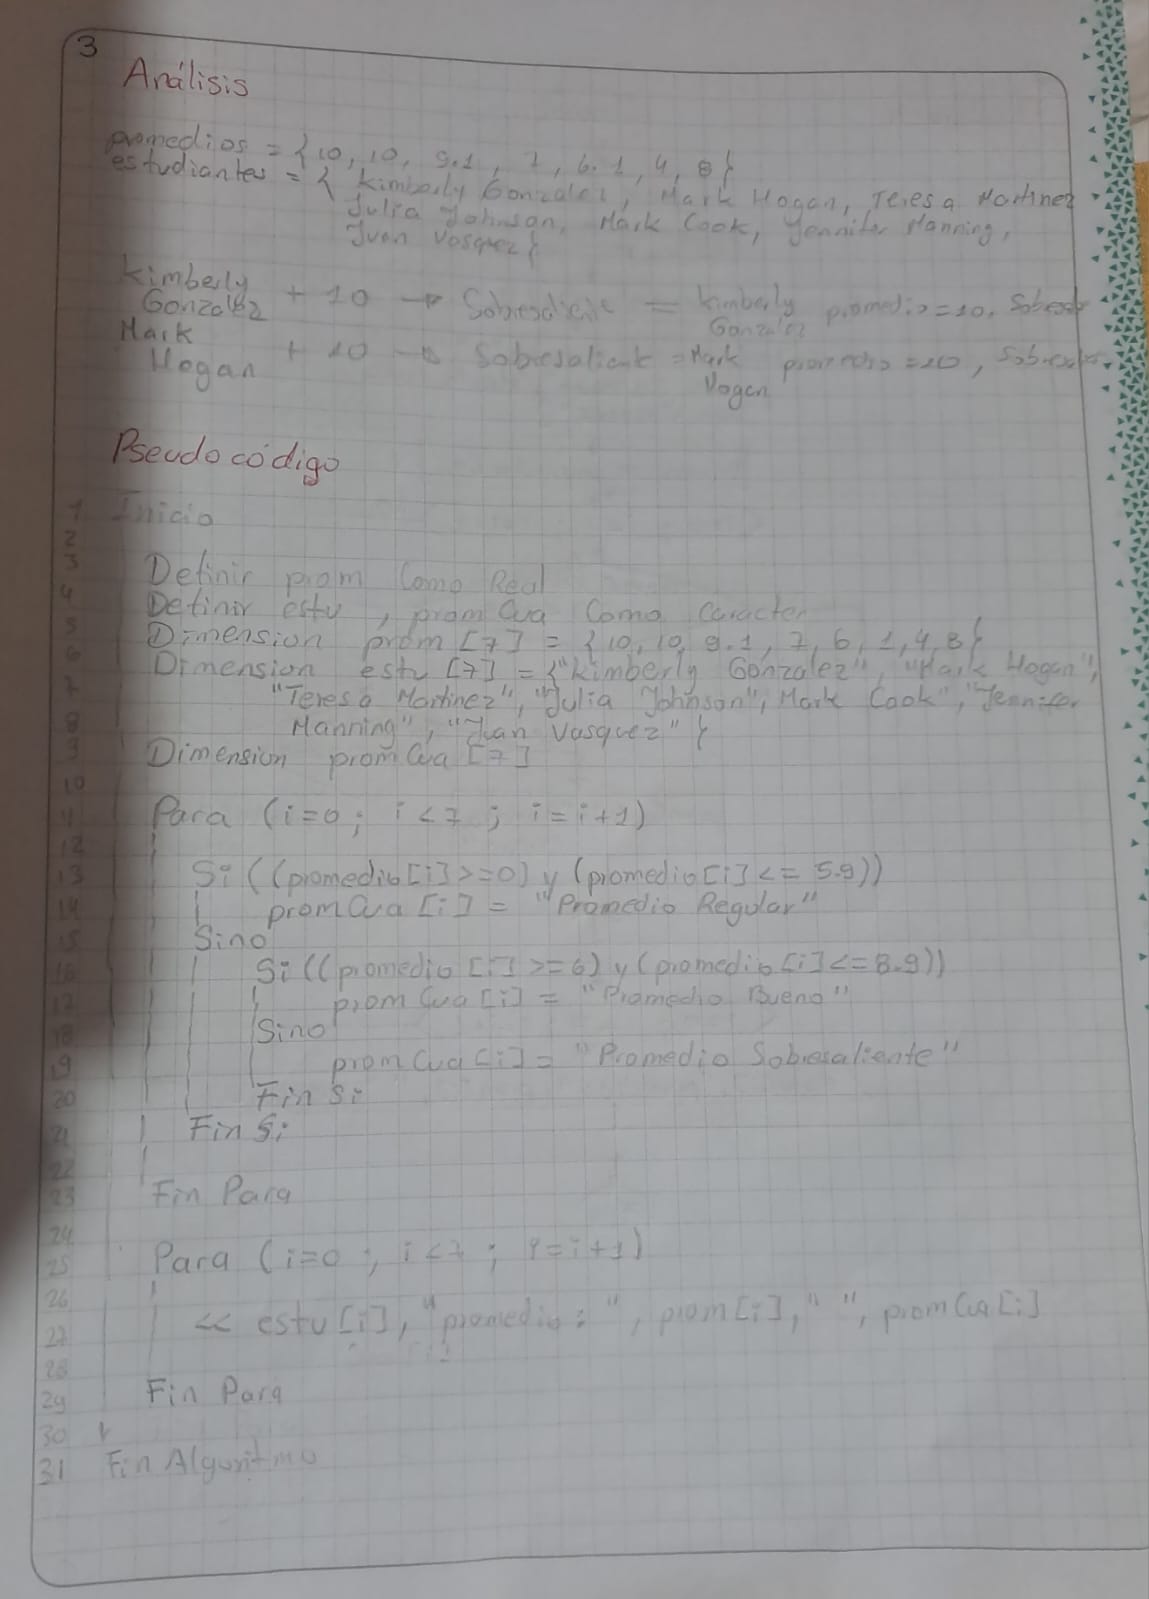 3
Análisis
promedios = {10, 10, 9.1, 7, 6.1, 4, 8}
estudiantes = { Kimberly Gonzalez, Mark Hogan, Teresa Martinez
Julia Johnson, Mark Cook, Yennifer Manning,
Juan Vasquez}
Kimberly Gonzalez + 10 → Sobresaliente = Kimberly Gonzalez promedio=10, Sobresa
Mark Hogan + 10 → Sobresalient = Mark Hogan promedio =10, Sobresa
Pseudocódigo
1 Inicio
2
3 Definir prom Como Real
4 Definir estu, promCua Como Caracter
5 Dimension prom [7] = {10, 10, 9.1, 7, 6, 1, 4, 8}
6 Dimension estu [7] = {"Kimberly Gonzalez", "Mark Hogan",
7 "Teresa Martinez", "Julia Johnson", Mark Cook", "Jennifer
8 Manning", "Juan Vasquez" }
9 Dimension promCua [7]
10
11 Para (i=0; i<7 ; i=i+1)
12
13 Si ((promedio[i]>=0) y (promedio[i]<= 5.9))
14 promCua [i] = "Promedio Regular"
15 Sino
16 Si ((promedio [i] >=6) y (promedio[i]<=8.9))
17 promCua [i] = "Promedio Bueno"
18 Sino
19 promCua [i] = "Promedio Sobresaliente"
20 Fin Si
21 Fin Si
22
23 Fin Para
24
25 Para (i=0 ; i<7 ; i=i+1)
26
27 << estu [i], "promedio: ", prom[i], " ", promCua[i]
28
29 Fin Para
30
31 Fin Algoritmo